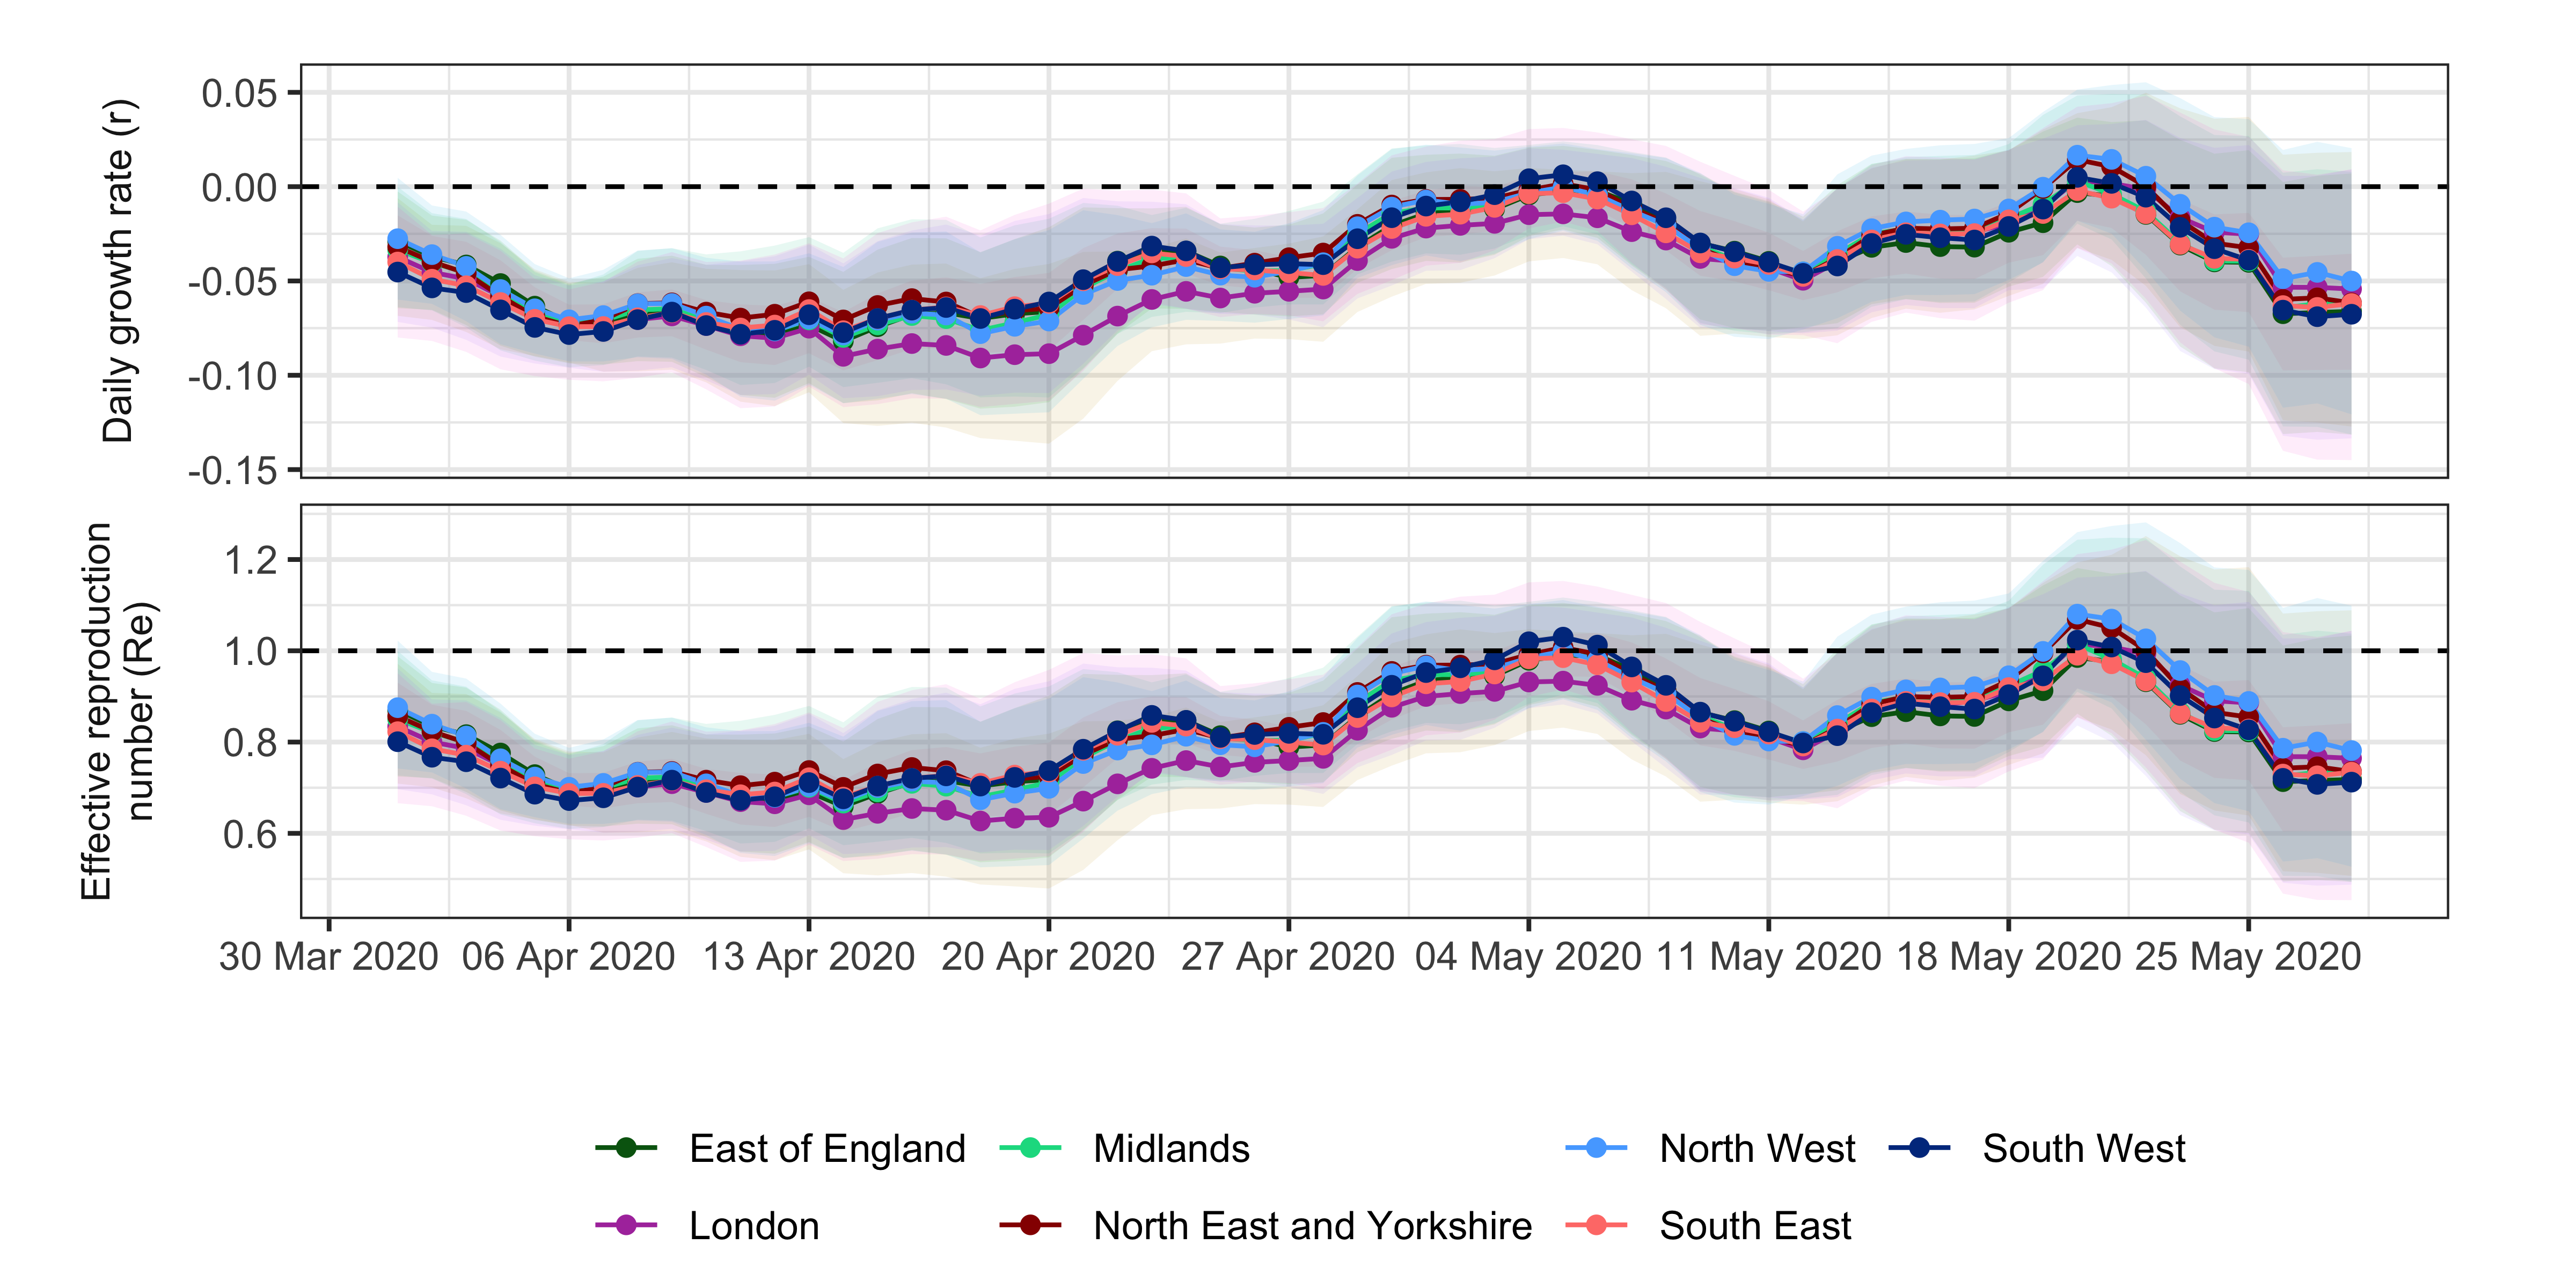 Daily growth rate (r)
0.05
0.00
-0.05
-0.10
-0.15
Effective reproduction
number (Re)
1.2
1.0
0.8
0.6
30 Mar 2020 06 Apr 2020 13 Apr 2020 20 Apr 2020 27 Apr 2020 04 May 2020 11 May 2020 18 May 2020 25 May 2020
East of England Midlands North West South West
London North East and Yorkshire South East